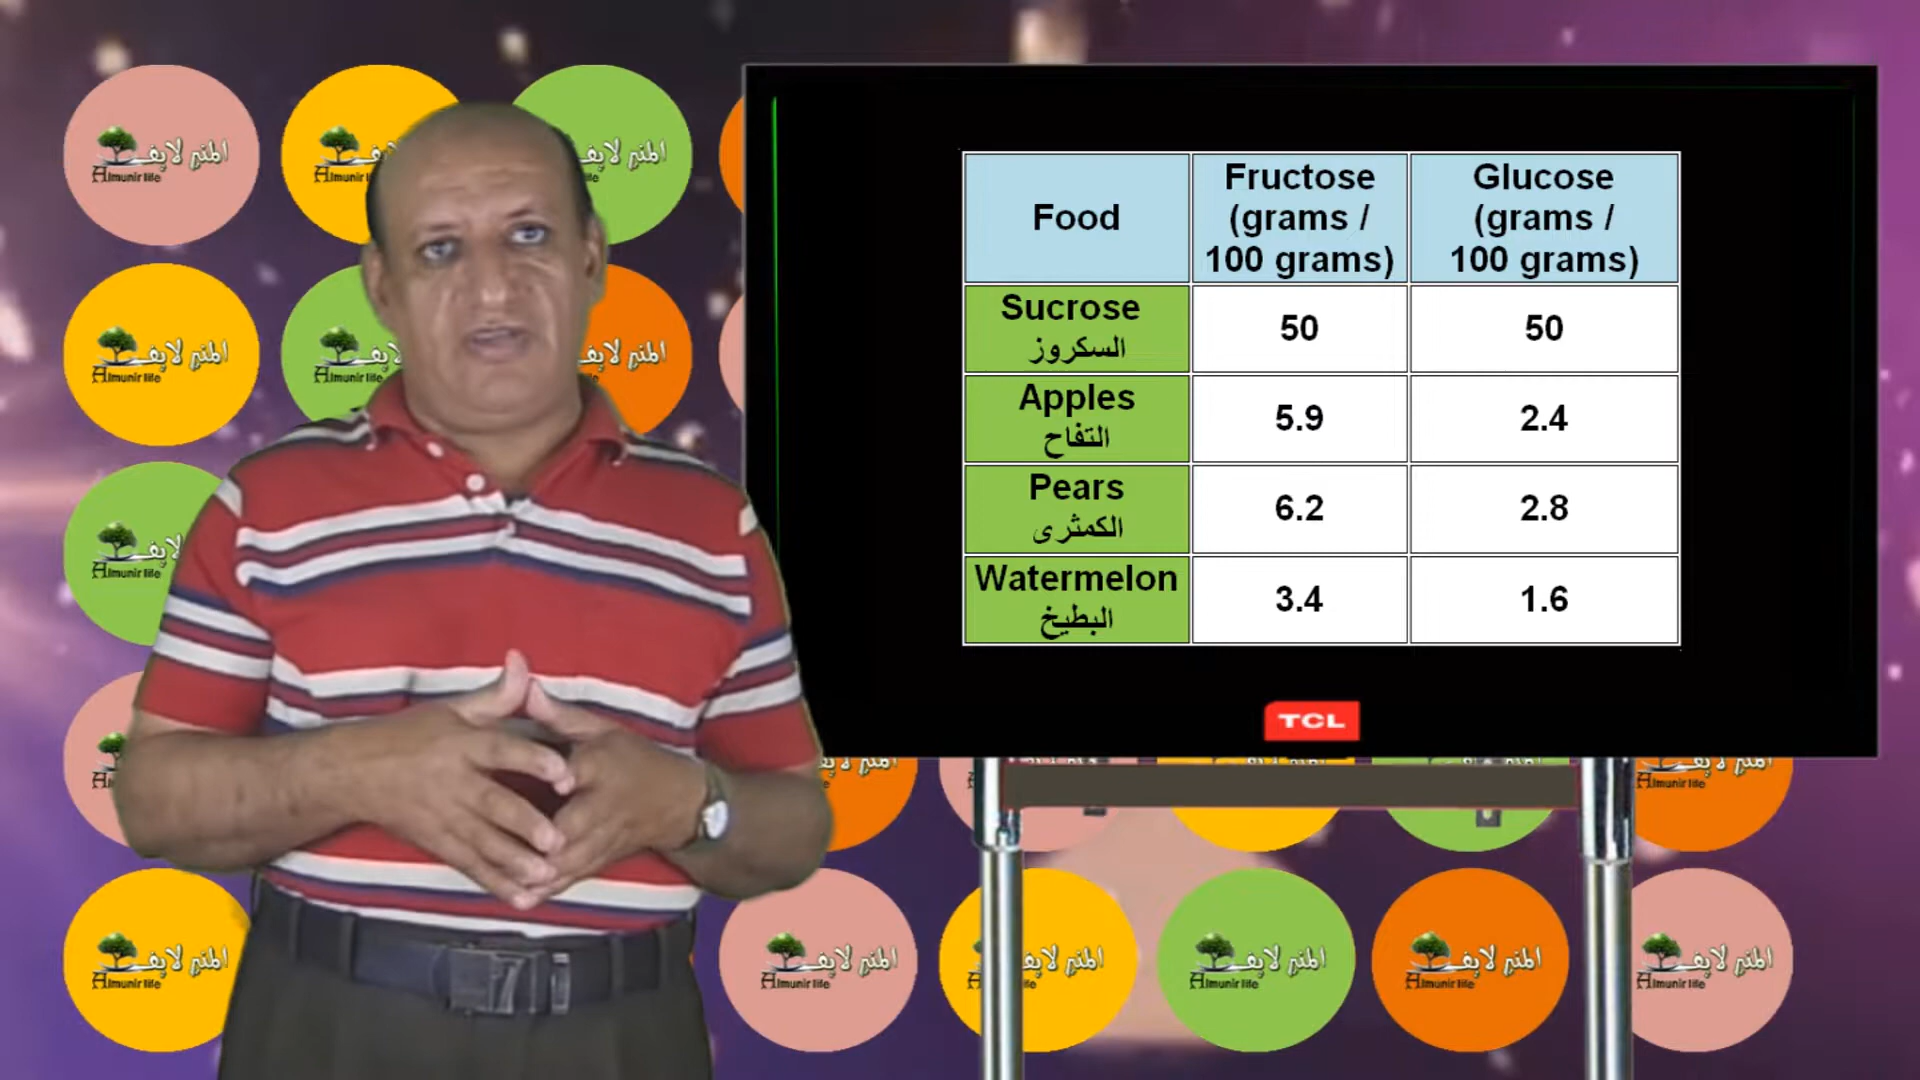 المنير لايف
Almunir life
Food
Fructose
(grams /
100 grams)
Glucose
(grams /
100 grams)
Sucrose
السكروز
50
50
Apples
التفاح
5.9
2.4
Pears
الكمثرى
6.2
2.8
Watermelon
البطيخ
3.4
1.6
TCL